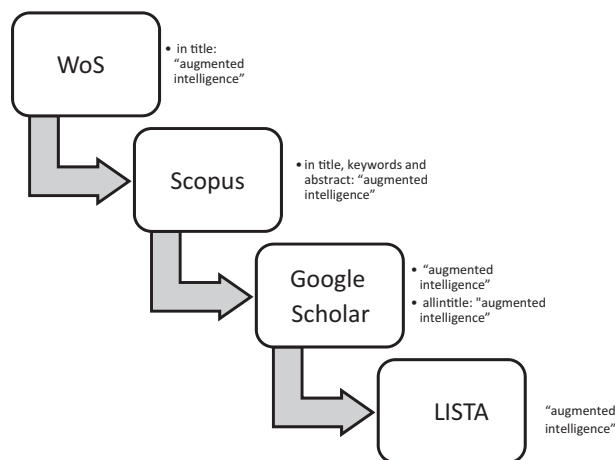 WoS
• in title:
“augmented
intelligence”
Scopus
• in title, keywords and
abstract: “augmented
intelligence”
Google
Scholar
• “augmented
intelligence”
• allintitle: "augmented
intelligence”
LISTA
“augmented
intelligence”